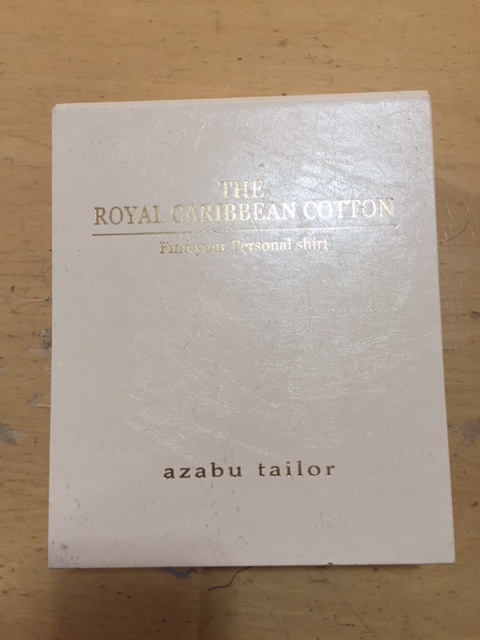 THE
ROYAL CARIBBEAN COTTON
Find your Personal shirt
azabu tailor